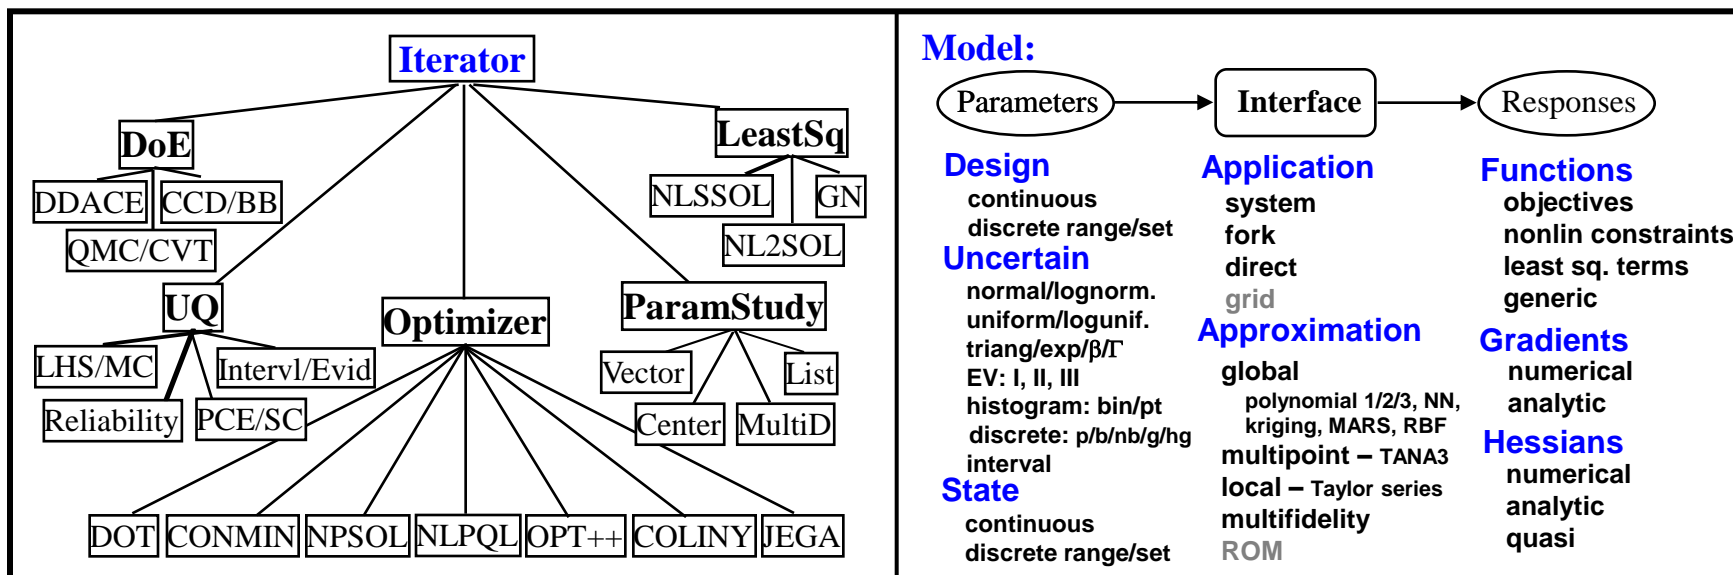 Iterator
DoE
LeastSq
DDACE
CCD/BB
NLSSOL
GN
QMC/CVT
NL2SOL
UQ
Optimizer
ParamStudy
LHS/MC
Intervl/Evid
Vector
List
Reliability
PCE/SC
Center
MultiD
DOT
CONMIN
NPSOL
NLPQL
OPT++
COLINY
JEGA
Model:
Parameters
Interface
Responses
Design
continuous
discrete range/set
Uncertain
normal/lognorm.
uniform/logunif.
triang/exp/β/Γ
EV: I, II, III
histogram: bin/pt
discrete: p/b/nb/g/hg
interval
State
continuous
discrete range/set
Application
system
fork
direct
grid
Approximation
global
polynomial 1/2/3, NN,
kriging, MARS, RBF
multipoint – TANA3
local – Taylor series
multifidelity
ROM
Functions
objectives
nonlin constraints
least sq. terms
generic
Gradients
numerical
analytic
Hessians
numerical
analytic
quasi